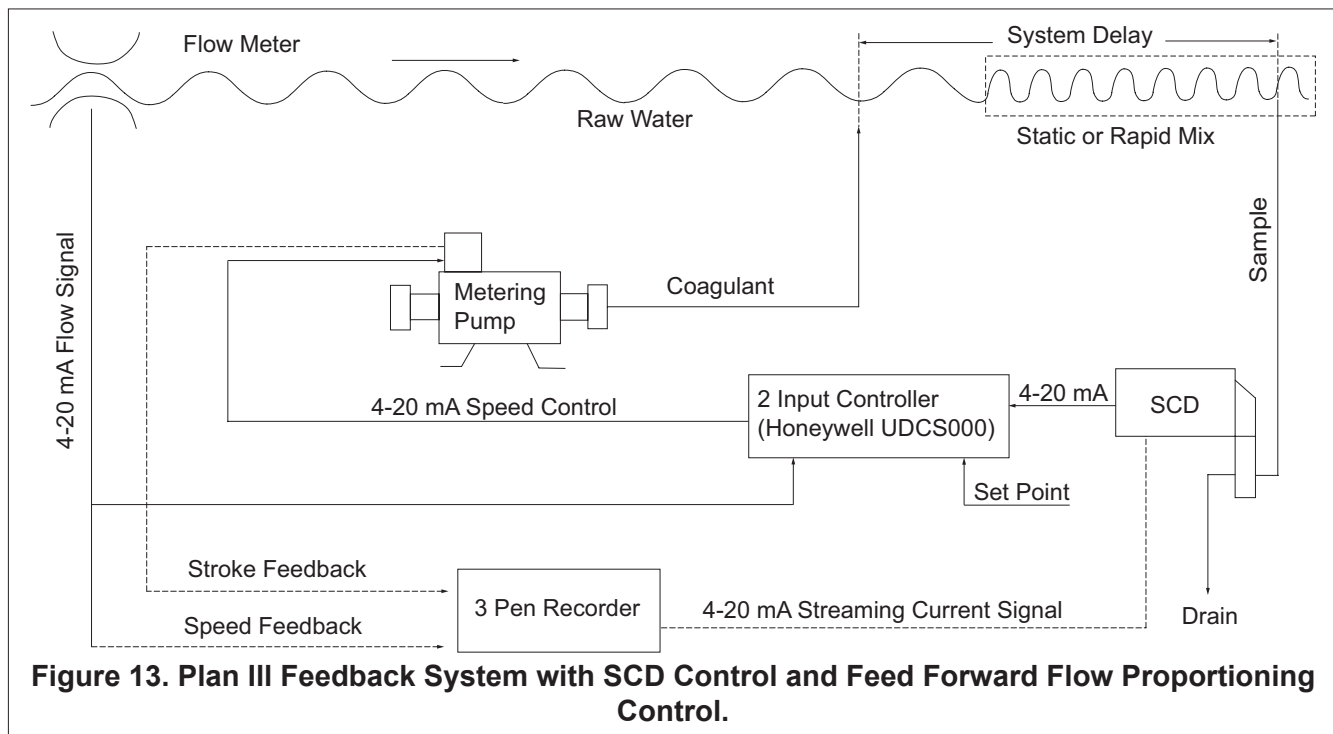 Flow Meter
System Delay
Raw Water
Static or Rapid Mix
4-20 mA Flow Signal
Sample
Metering
Pump
Coagulant
4-20 mA Speed Control
2 Input Controller
(Honeywell UDCS000)
4-20 mA
SCD
Set Point
Stroke Feedback
3 Pen Recorder
4-20 mA Streaming Current Signal
Drain
Speed Feedback
Figure 13. Plan III Feedback System with SCD Control and Feed Forward Flow Proportioning
Control.